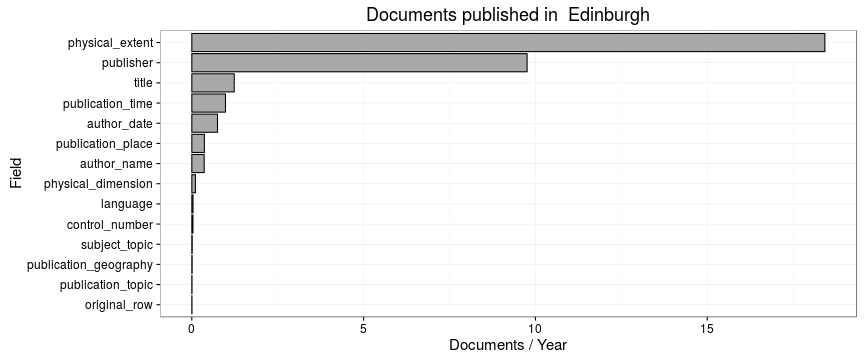 Documents published in  Edinburgh
Field
physical_extent
publisher
title
publication_time
author_date
publication_place
author_name
physical_dimension
language
control_number
subject_topic
publication_geography
publication_topic
original_row
0 5 10 15
Documents / Year